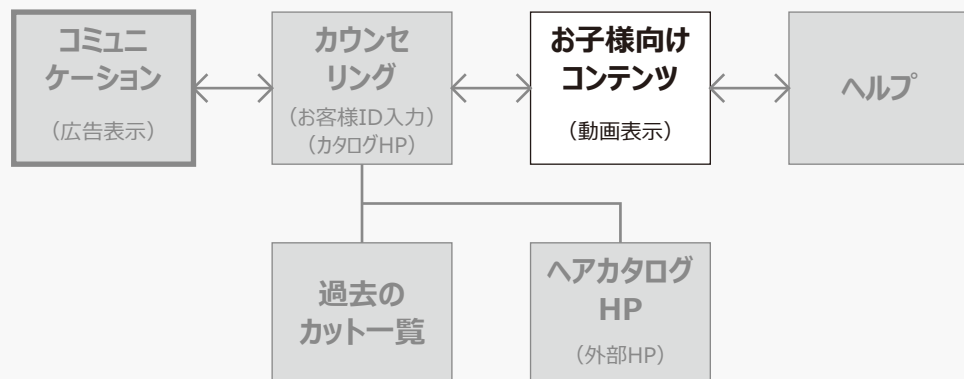 コミュニ
ケーション
（広告表示）
カウンセ
リング
（お客様ID入力）
（カタログHP）
お子様向け
コンテンツ
（動画表示）
ヘルプ
過去の
カット一覧
ヘアカタログ
HP
（外部HP）